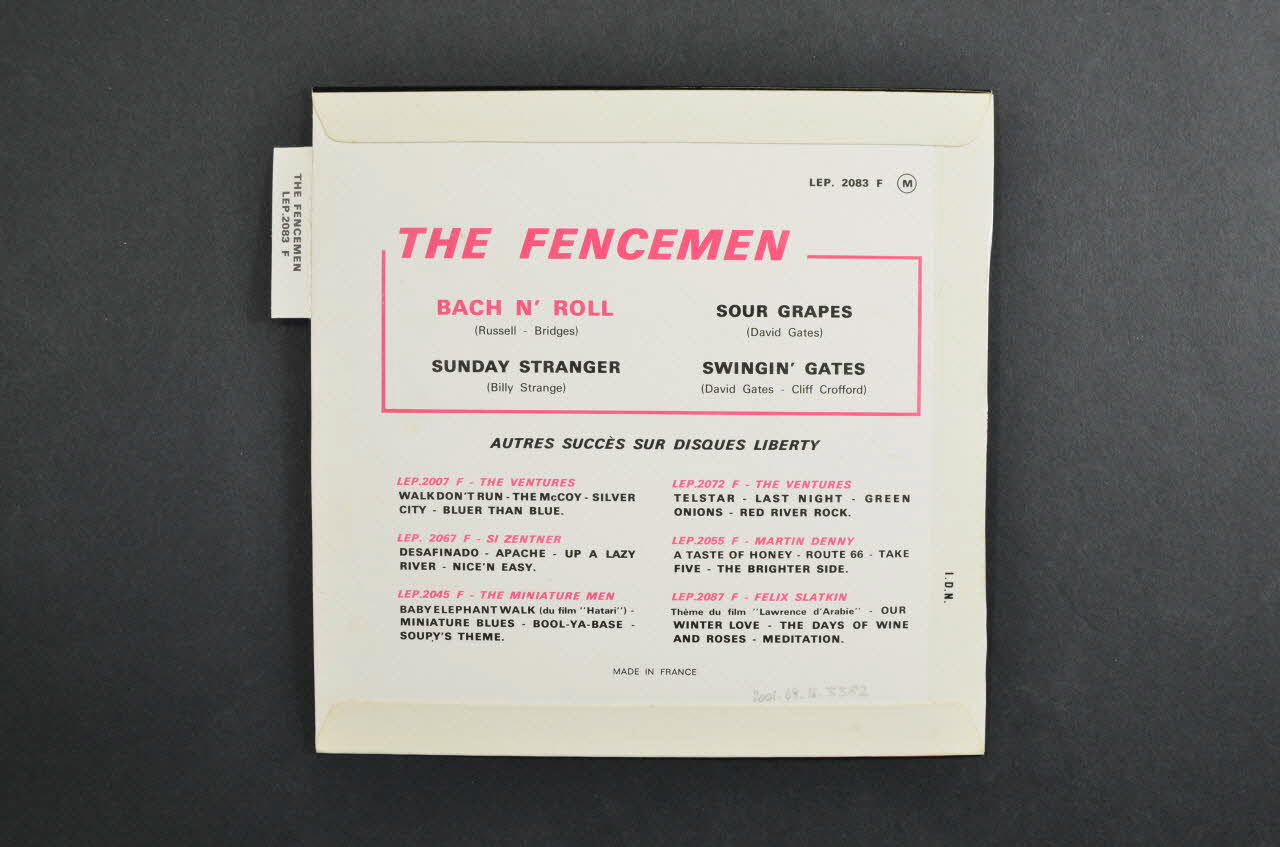 THE FENCEMEN
LEP.2083 F
LEP. 2083 F M
THE FENCEMEN
BACH N' ROLL
(Russell - Bridges)
SUNDAY STRANGER
(Billy Strange)
SOUR GRAPES
(David Gates)
SWINGIN' GATES
(David Gates - Cliff Crofford)
AUTRES SUCCÈS SUR DISQUES LIBERTY
LEP.2007 F - THE VENTURES
WALK DON'T RUN - THE McCOY - SILVER
CITY - BLUER THAN BLUE.
LEP. 2067 F - SI ZENTNER
DESAFINADO - APACHE - UP A LAZY
RIVER - NICE'N EASY.
LEP.2045 F - THE MINIATURE MEN
BABY ELEPHANT WALK (du film "Hatari") -
MINIATURE BLUES - BOOL-YA-BASE -
SOUPY'S THEME.
LEP.2072 F - THE VENTURES
TELSTAR - LAST NIGHT - GREEN
ONIONS - RED RIVER ROCK.
LEP.2055 F - MARTIN DENNY
A TASTE OF HONEY - ROUTE 66 - TAKE
FIVE - THE BRIGHTER SIDE.
LEP.2087 F - FELIX SLATKIN
Thème du film "Lawrence d'Arabie" - OUR
WINTER LOVE - THE DAYS OF WINE
AND ROSES - MEDITATION.
I.D.N.
MADE IN FRANCE